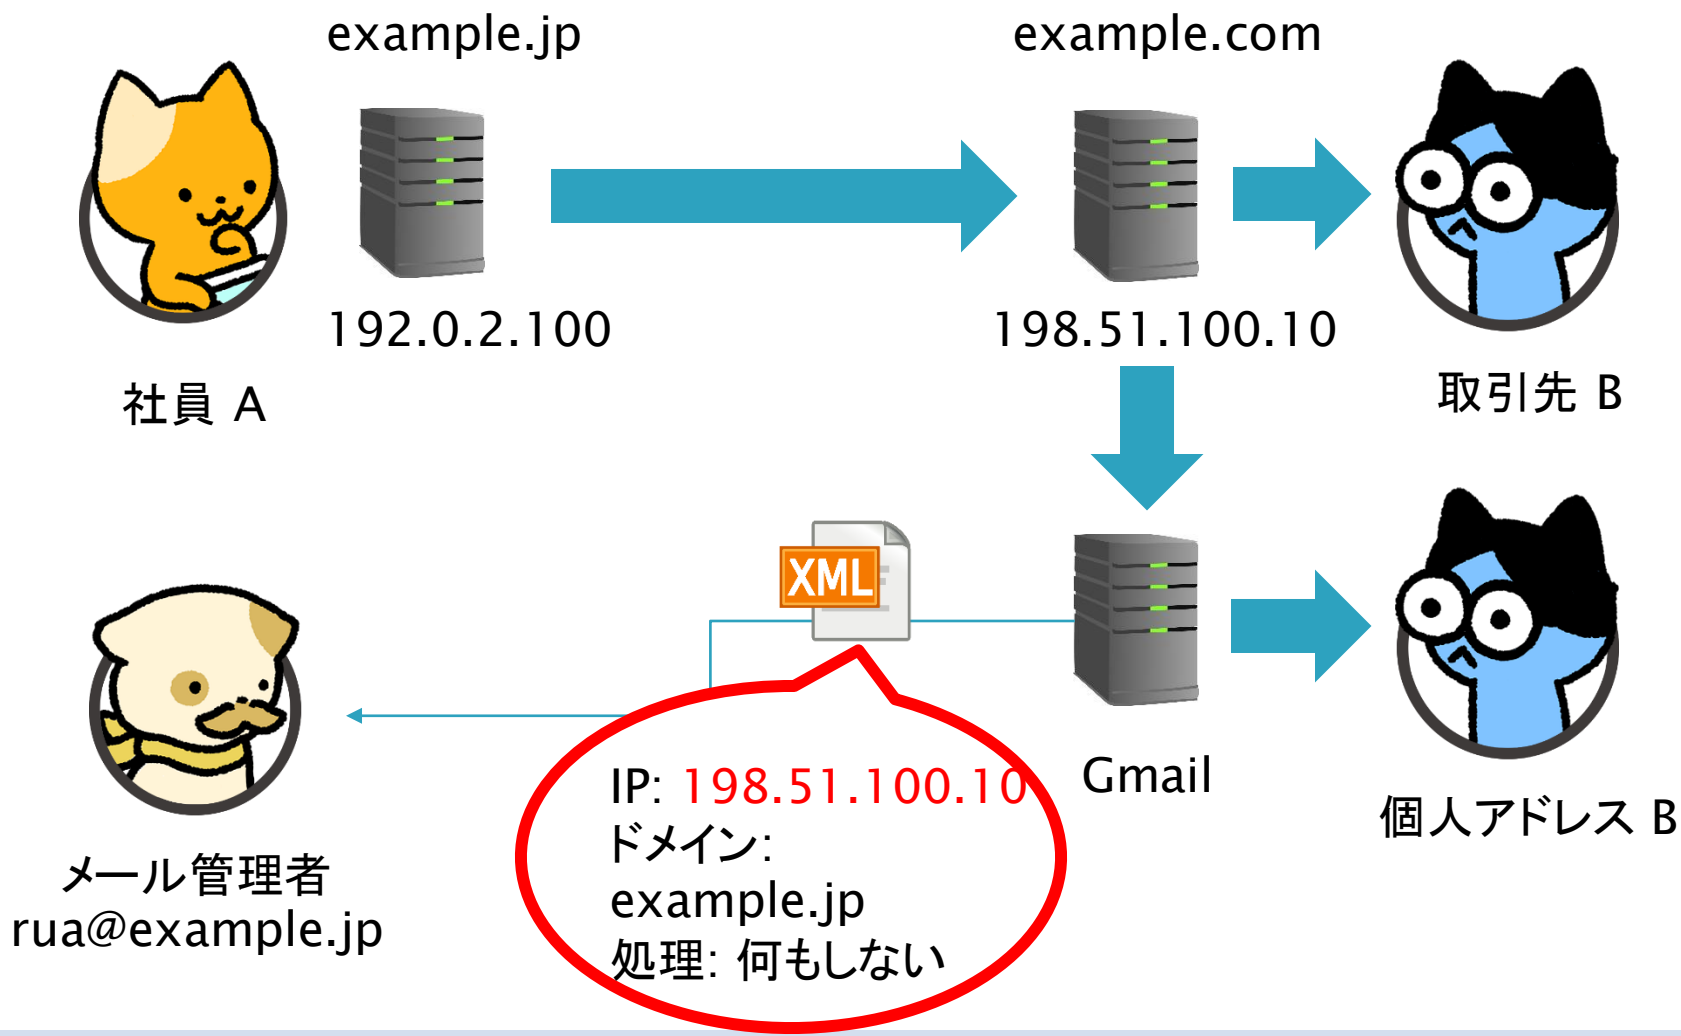 example.jp
example.com
192.0.2.100
198.51.100.10
社員 A
取引先 B
XML
Gmail
IP: 198.51.100.10
ドメイン:
example.jp
処理: 何もしない
個人アドレス B
メール管理者
rua@example.jp